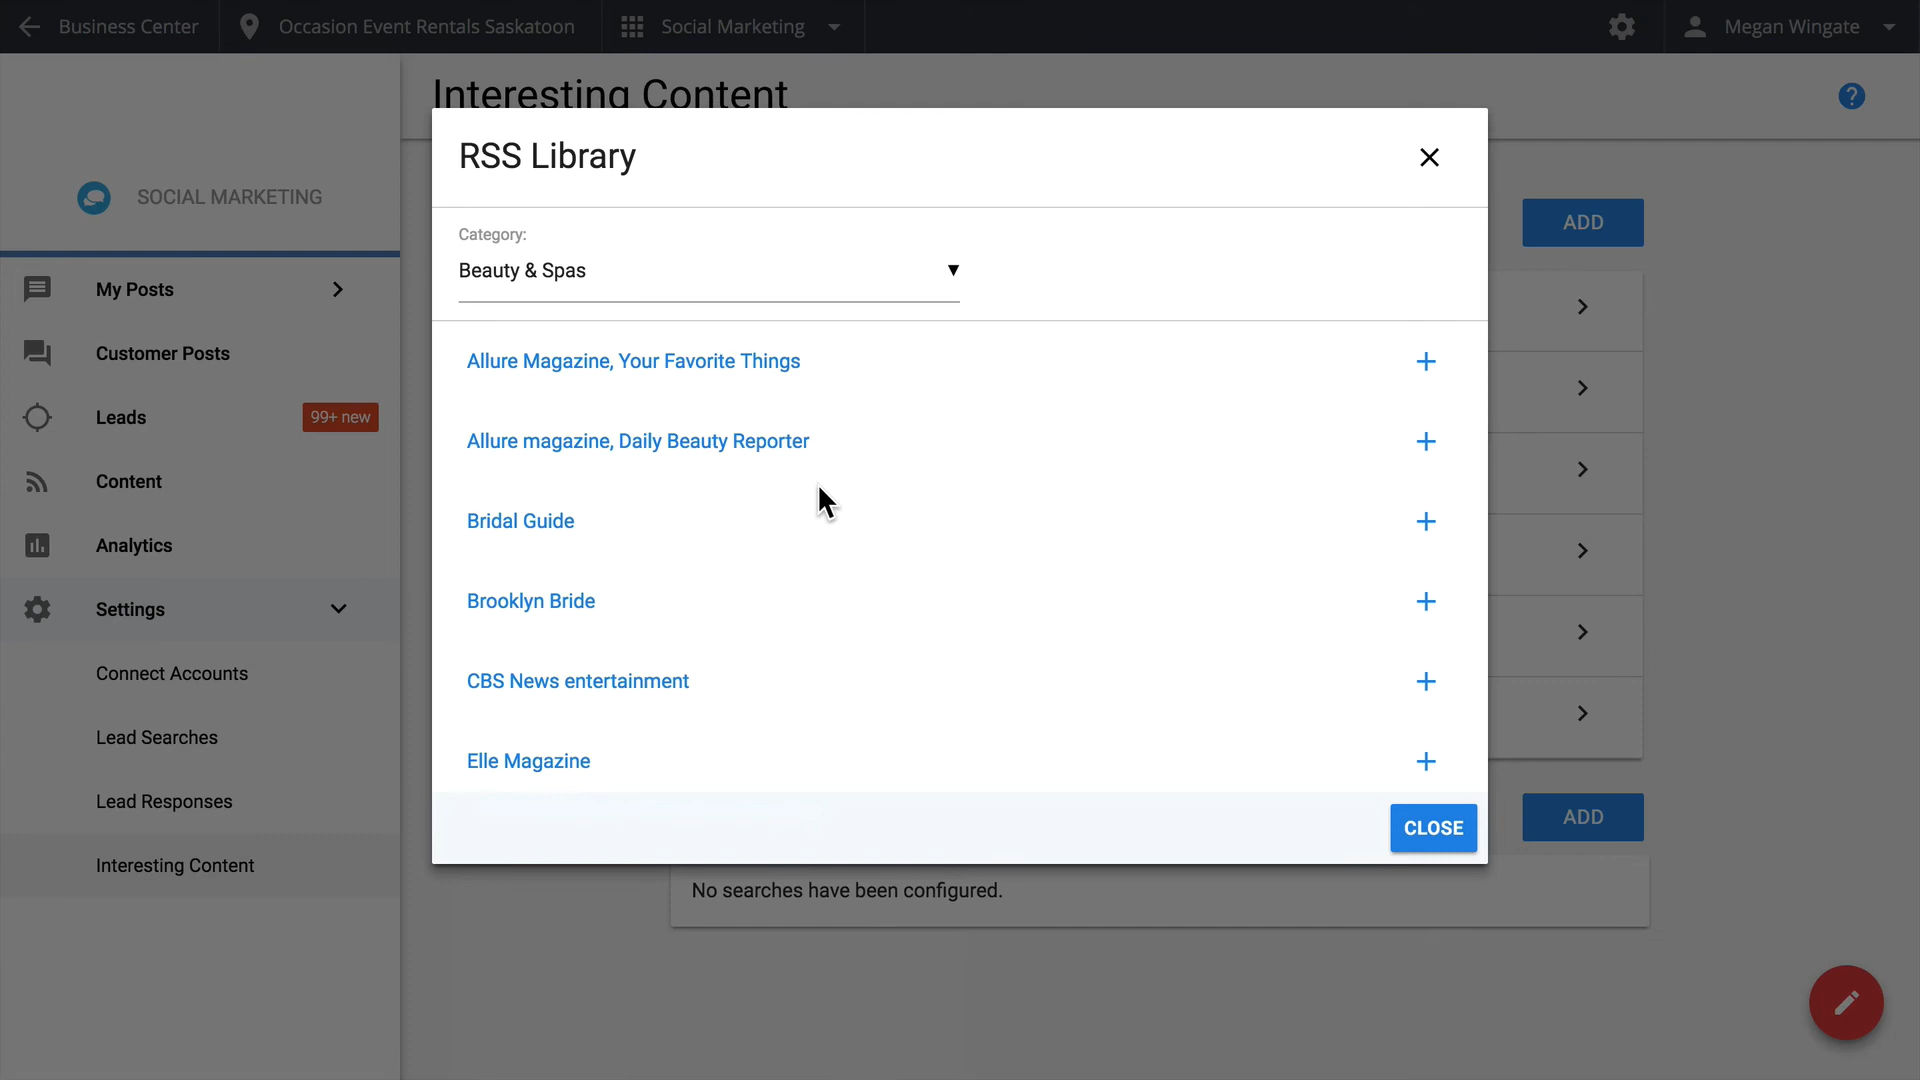 Business Center
Occasion Event Rentals Saskatoon
Social Marketing
Megan Wingate
Interesting Content
?
SOCIAL MARKETING
My Posts
Customer Posts
Leads
99+ new
Content
Analytics
Settings
Connect Accounts
Lead Searches
Lead Responses
Interesting Content
RSS Library
Category:
Beauty & Spas
Allure Magazine, Your Favorite Things
Allure magazine, Daily Beauty Reporter
Bridal Guide
Brooklyn Bride
CBS News entertainment
Elle Magazine
CLOSE
ADD
ADD
No searches have been configured.